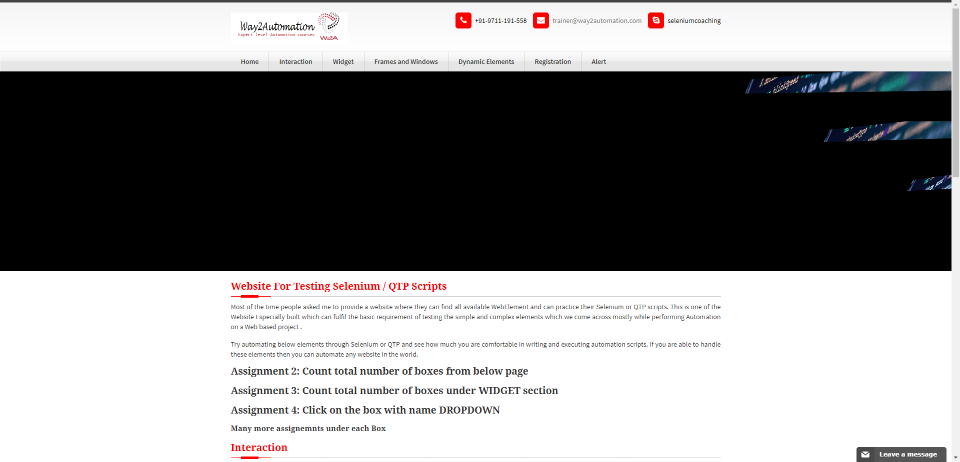 Way2Automation
Expert level Automation courses
Way2A
+91-9711-191-558
trainer@way2automation.com
seleniumcoaching
Home
Interaction
Widget
Frames and Windows
Dynamic Elements
Registration
Alert
Website For Testing Selenium / QTP Scripts
Most of the time people asked me to provide a website where they can find all available WebElement and can practice their Selenium or QTP scripts. This is one of the
Website I specially built which can fulfil the basic requirement of testing the simple and complex elements which we come across mostly while performing Automation
on a Web based project .
Try automating below elements through Selenium or QTP and see how much you are comfortable in writing and executing automation scripts. If you are able to handle
these elements then you can automate any website in the world.
Assignment 2: Count total number of boxes from below page
Assignment 3: Count total number of boxes under WIDGET section
Assignment 4: Click on the box with name DROPDOWN
Many more assignemnts under each Box
Interaction
Leave a message